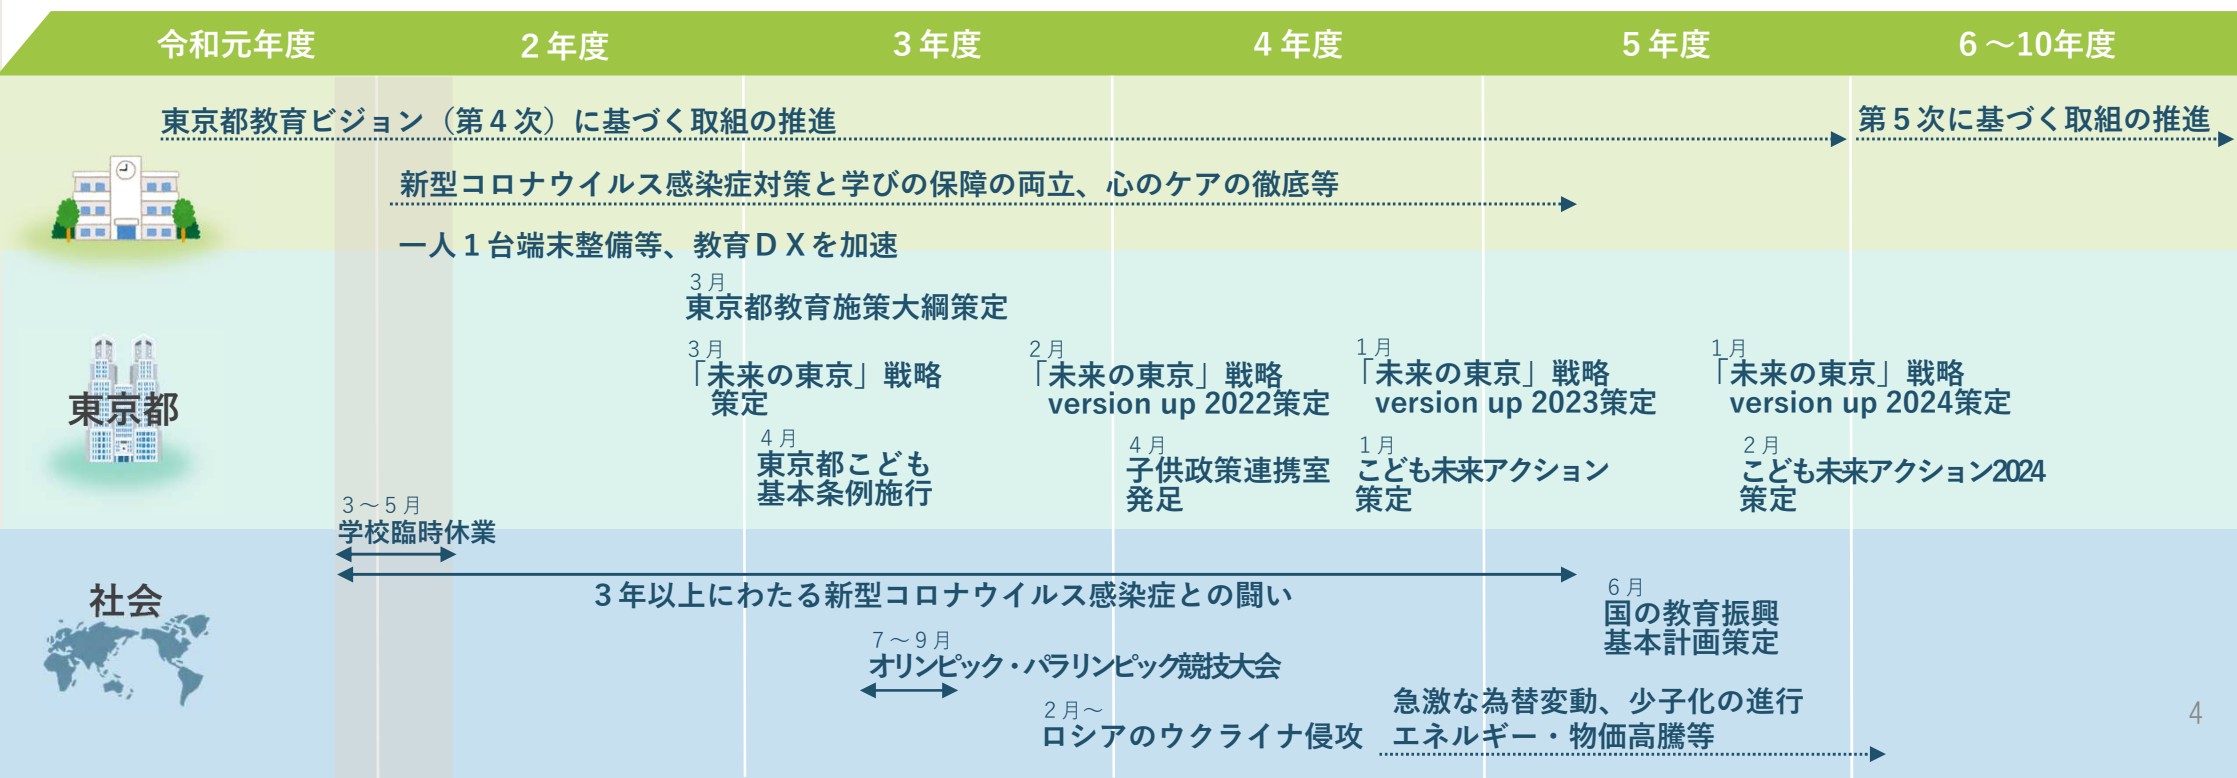 令和元年度
２年度
３年度
４年度
５年度
６～10年度
東京都教育ビジョン（第４次）に基づく取組の推進
第５次に基づく取組の推進
新型コロナウイルス感染症対策と学びの保障の両立、心のケアの徹底等
一人１台端末整備等、教育ＤＸを加速
東京都
３月
東京都教育施策大綱策定
３月
「未来の東京」戦略
策定
２月
「未来の東京」戦略
version up 2022策定
１月
「未来の東京」戦略
version up 2023策定
１月
「未来の東京」戦略
version up 2024策定
４月
東京都こども
基本条例施行
４月
子供政策連携室
発足
１月
こども未来アクション
策定
２月
こども未来アクション2024
策定
３～５月
学校臨時休業
社会
３年以上にわたる新型コロナウイルス感染症との闘い
６月
国の教育振興
基本計画策定
７～９月
オリンピック・パラリンピック競技大会
２月～
ロシアのウクライナ侵攻
急激な為替変動、少子化の進行
エネルギー・物価高騰等
4